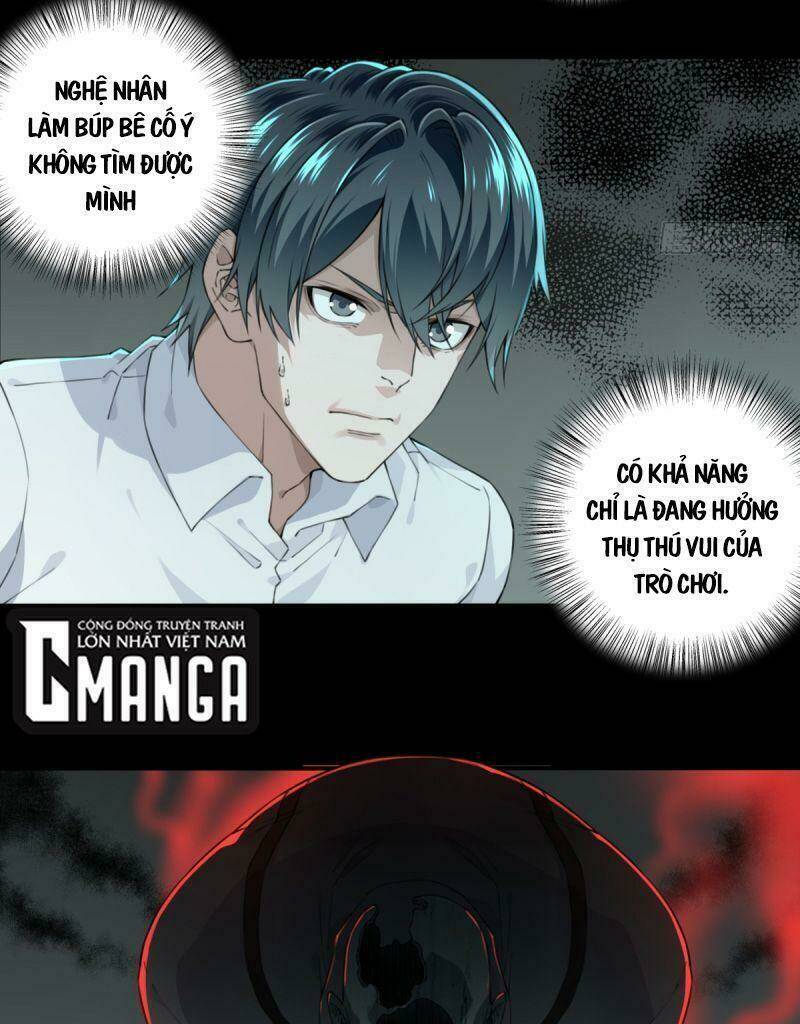 NGHỆ NHÂN
LÀM BÚP BÊ CỐ Ý
KHÔNG TÌM ĐƯỢC
MÌNH
CÓ KHẢ NĂNG
CHỈ LÀ ĐANG HƯỞNG
THỤ THÚ VUI CỦA
TRÒ CHƠI.
CỘNG ĐỒNG TRUYỆN TRANH
LỚN NHẤT VIỆT NAM
CMANGA